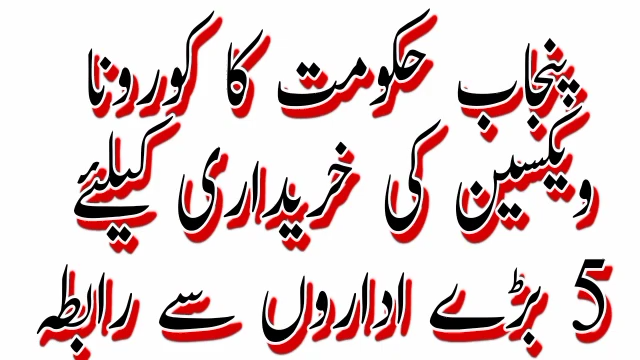 پنجاب حکومت کا کورونا
ویکسین کی خریداری کیلئے
5 بڑے اداروں سے رابطہ